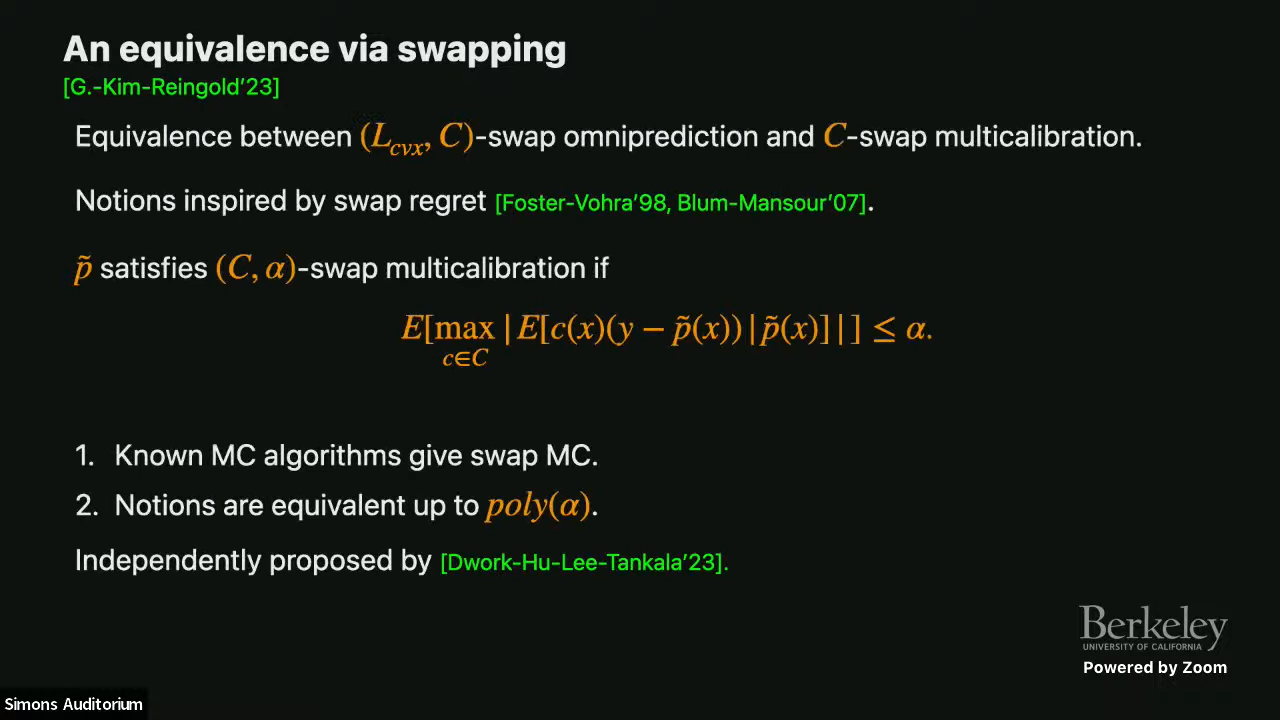 An equivalence via swapping
[G.-Kim-Reingold’23]
Equivalence between (L_cvx, C)-swap omniprediction and C-swap multicalibration.
Notions inspired by swap regret [Foster-Vohra’98, Blum-Mansour’07].
p̃ satisfies (C, α)-swap multicalibration if
E[max_{c∈C} | E[c(x)(y − p̃(x)) | p̃(x)] | ] ≤ α.
1. Known MC algorithms give swap MC.
2. Notions are equivalent up to poly(α).
Independently proposed by [Dwork-Hu-Lee-Tankala’23].
Berkeley
UNIVERSITY OF CALIFORNIA
Powered by Zoom
Simons Auditorium